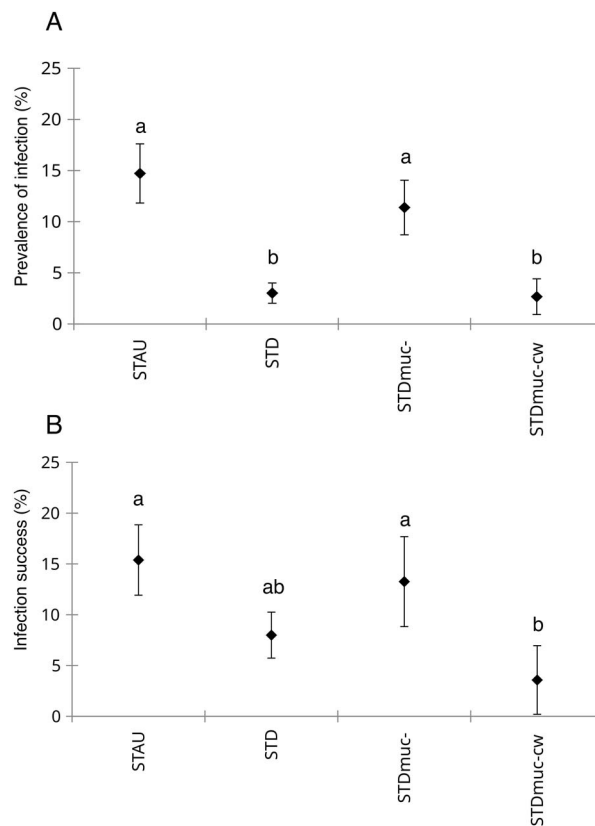 A
Prevalence of infection (%)
25
20
15
10
5
0
a
b
a
b
STAU
STD
STDmuc-
STDmuc-cw
B
Infection success (%)
25
20
15
10
5
0
a
ab
a
b
STAU
STD
STDmuc-
STDmuc-cw